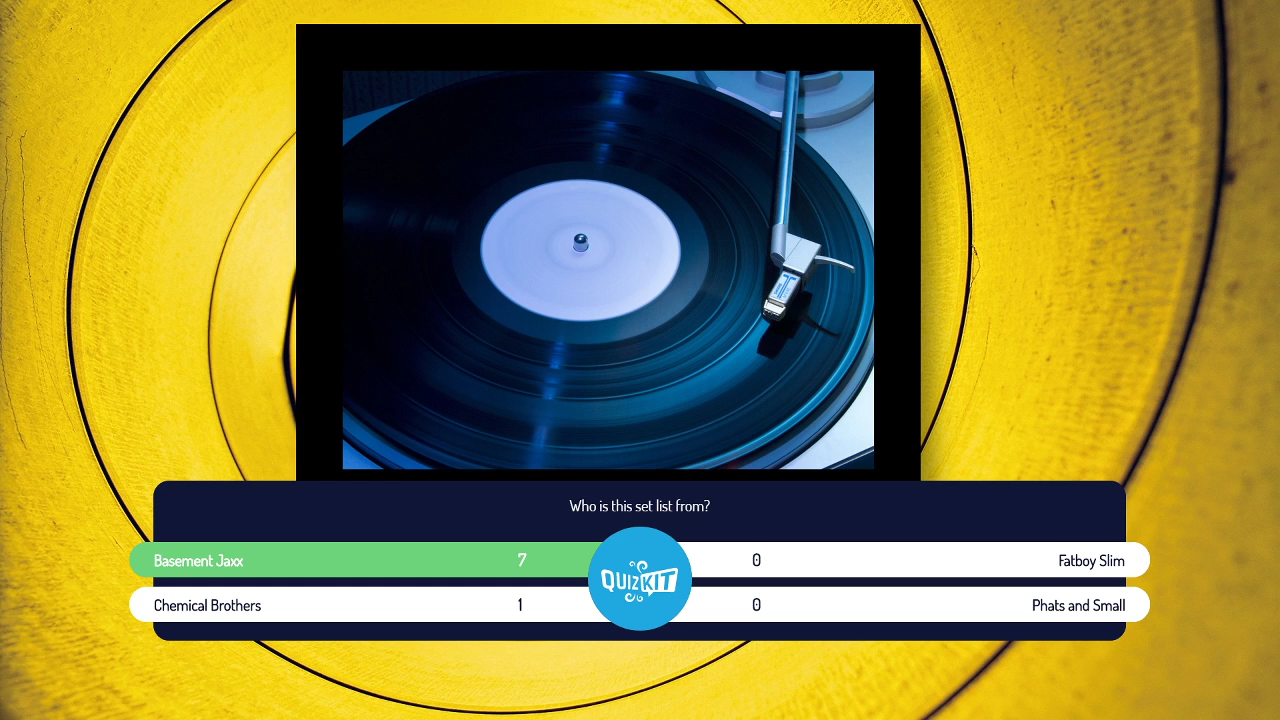 Who is this set list from?
Basement Jaxx 7 0 Fatboy Slim
QUIZKIT
Chemical Brothers 1 0 Phats and Small